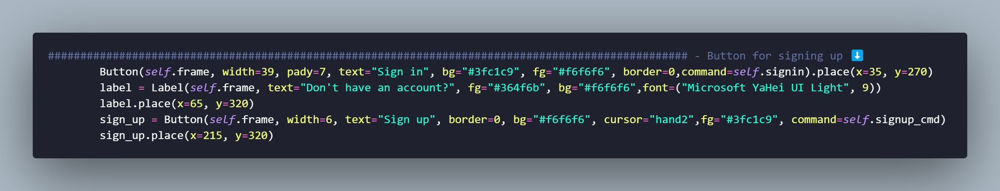 ################################################################################################### - Button for signing up ⬇️
        Button(self.frame, width=39, pady=7, text="Sign in", bg="#3fc1c9", fg="#f6f6f6", border=0,command=self.signin).place(x=35, y=270)
        label = Label(self.frame, text="Don't have an account?", fg="#364f6b", bg="#f6f6f6",font=("Microsoft YaHei UI Light", 9))
        label.place(x=65, y=320)
        sign_up = Button(self.frame, width=6, text="Sign up", border=0, bg="#f6f6f6", cursor="hand2",fg="#3fc1c9", command=self.signup_cmd)
        sign_up.place(x=215, y=320)